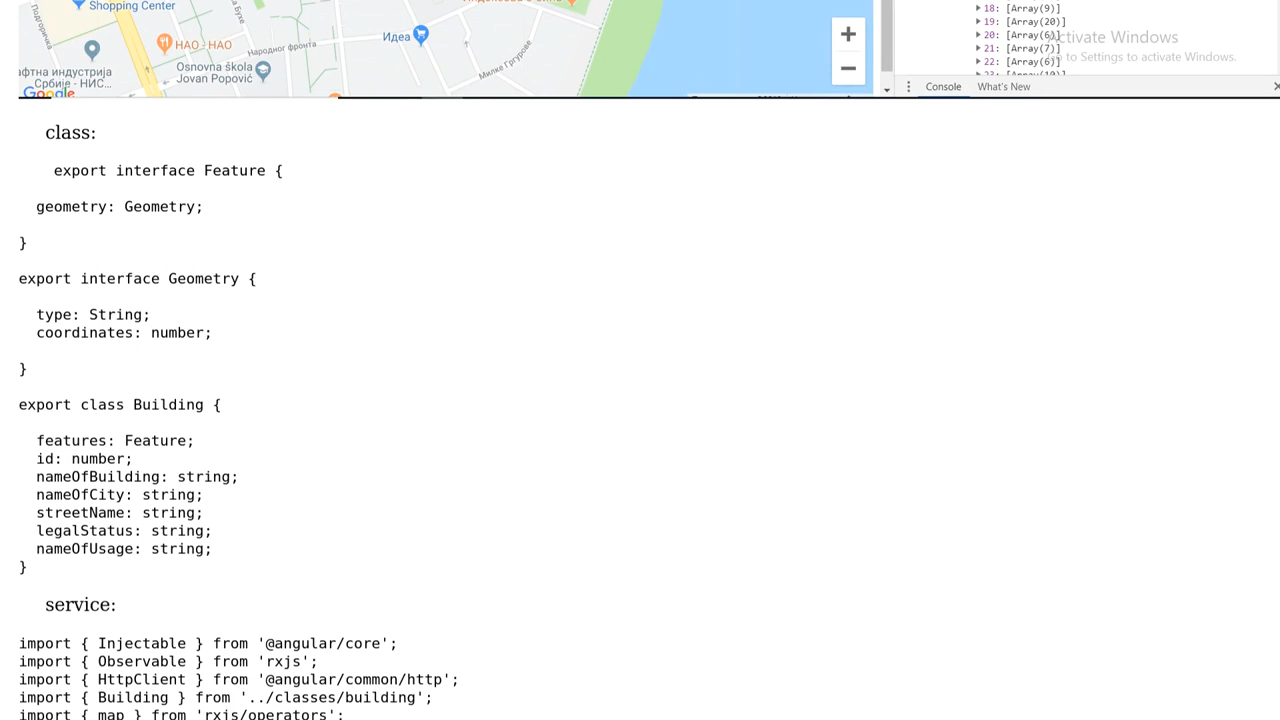 Shopping Center
18: [Array(9)]
19: [Array(20)]
20: [Array(6)]
21: [Array(7)]
22: [Array(6)]
Подгоричка
НАО - НАО
Народног фронта
Идеа
Милке Гргурове
Osnovna škola
Jovan Popović
афтна индустрија
Србије - НИС...
Google
+
−
Activate Windows
to Settings to activate Windows.
Console What's New
class:
export interface Feature {
geometry: Geometry;
}
export interface Geometry {
type: String;
coordinates: number;
}
export class Building {
features: Feature;
id: number;
nameOfBuilding: string;
nameOfCity: string;
streetName: string;
legalStatus: string;
nameOfUsage: string;
}
service:
import { Injectable } from '@angular/core';
import { Observable } from 'rxjs';
import { HttpClient } from '@angular/common/http';
import { Building } from '../classes/building';
import { map } from 'rxjs/operators';